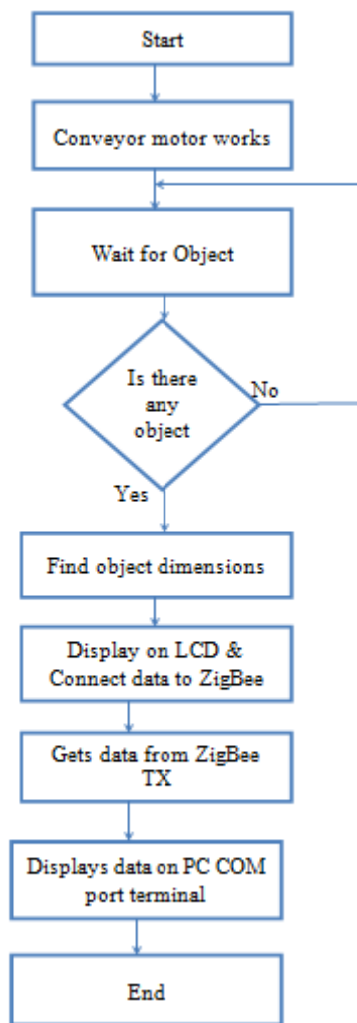 Start
Conveyor motor works
Wait for Object
Is there
any
object
No
Yes
Find object dimensions
Display on LCD &
Connect data to ZigBee
Gets data from ZigBee
TX
Displays data on PC COM
port terminal
End